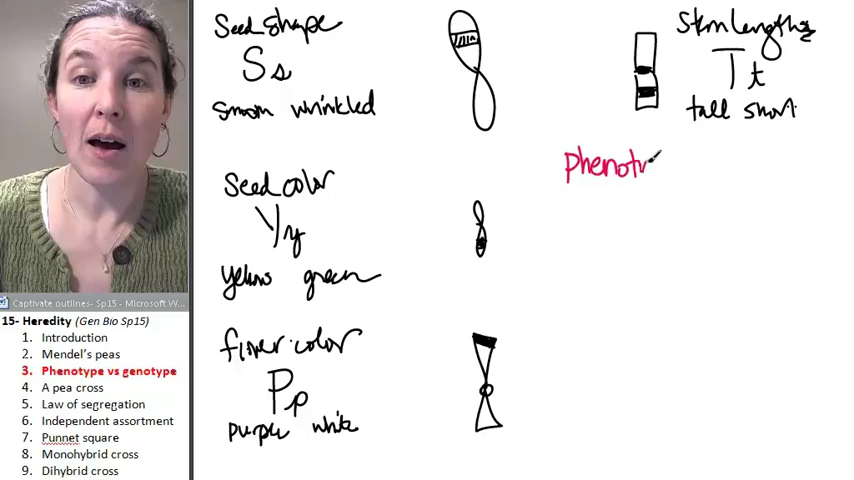 Seed shape
Ss
smooth wrinkled
Stem length
Tt
tall short
Phenoty
Seed color
Yy
yellow green
flower color
Pp
purple white
Captivate outlines- Sp15 - Microsoft W...
15- Heredity (Gen Bio Sp15)
1. Introduction
2. Mendel's peas
3. Phenotype vs genotype
4. A pea cross
5. Law of segregation
6. Independent assortment
7. Punnet square
8. Monohybrid cross
9. Dihybrid cross